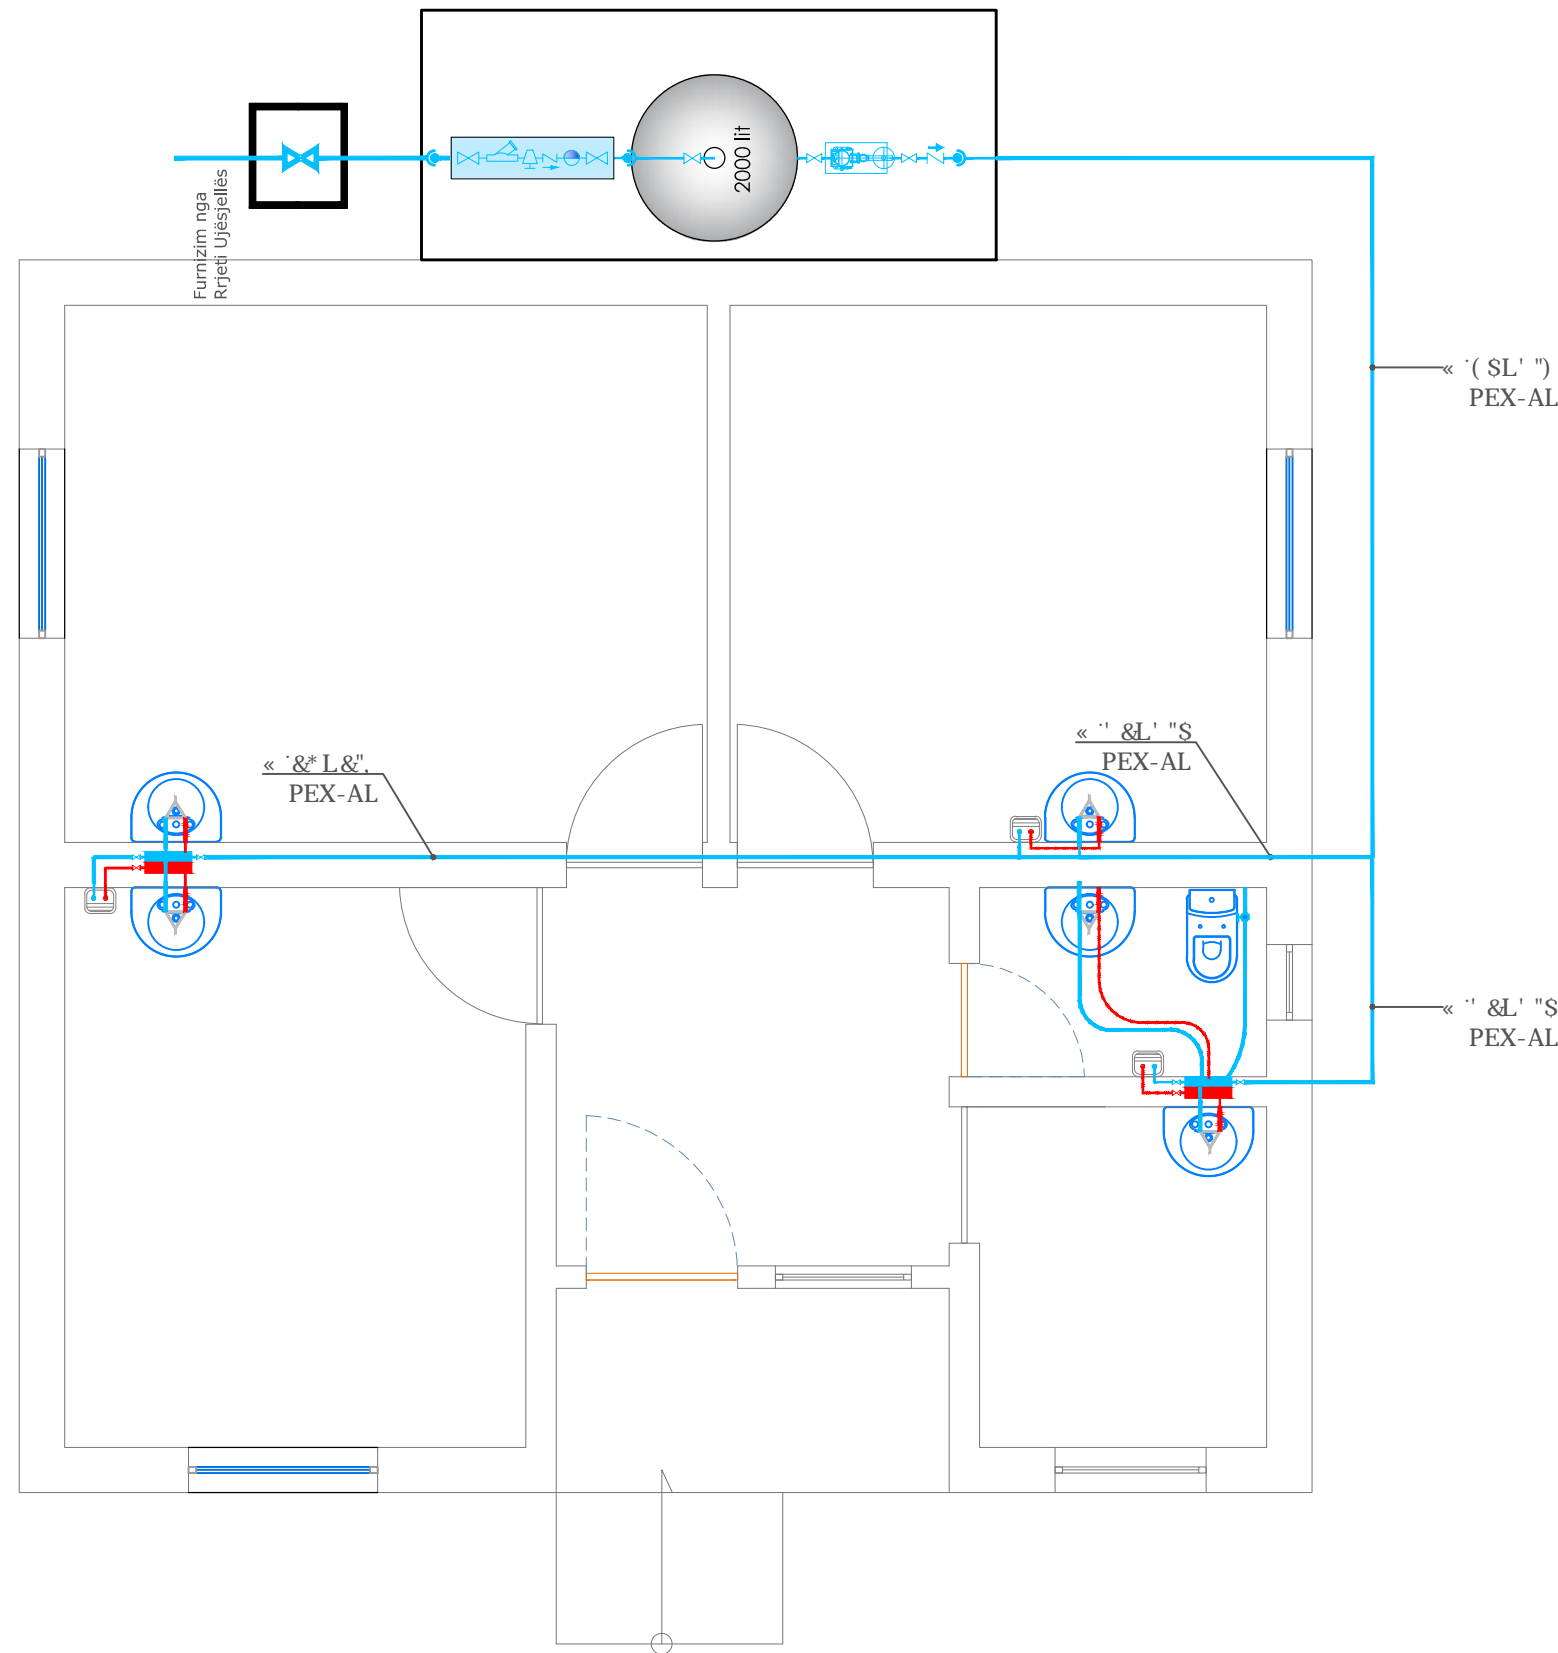 2000 lit
Furnizim nga
Rrjeti Ujësjellës
« ¨( $L' ")
PEX-AL
« ¨' &L' "$
PEX-AL
« ¨&* L&",
PEX-AL
« ¨' &L' "$
PEX-AL